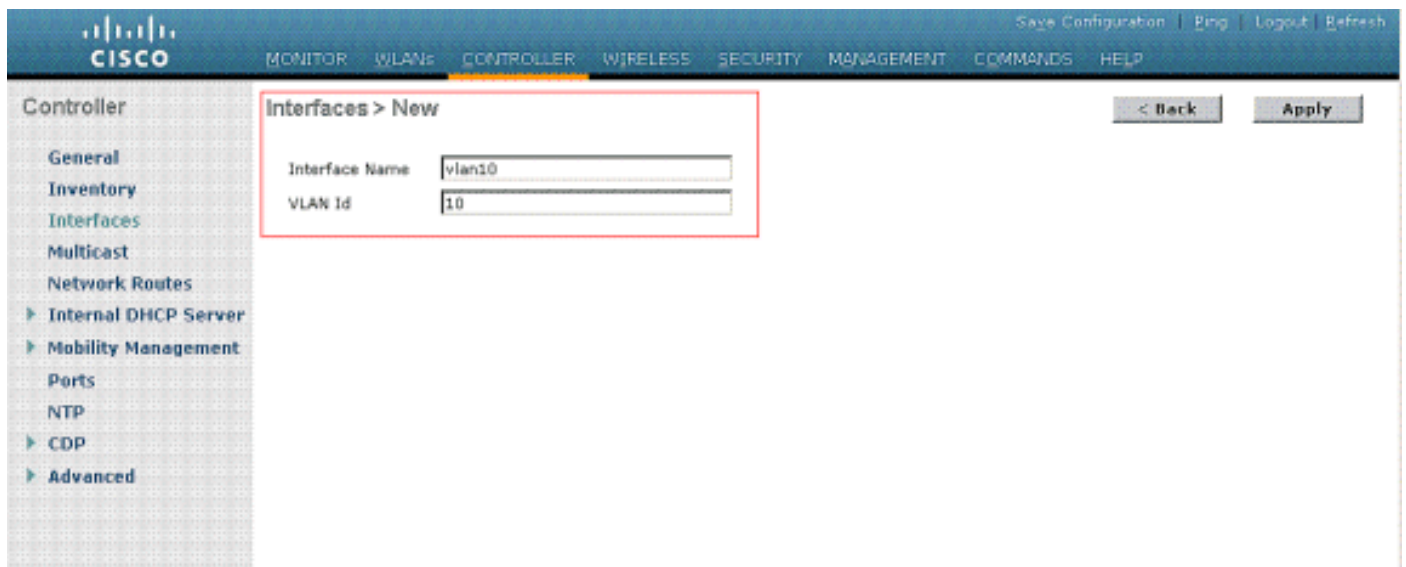 Save Configuration | Ping | Logout | Refresh
CISCO
MONITOR WLANs CONTROLLER WIRELESS SECURITY MANAGEMENT COMMANDS HELP
Controller
General
Inventory
Interfaces
Multicast
Network Routes
Internal DHCP Server
Mobility Management
Ports
NTP
CDP
Advanced
Interfaces > New
< Back
Apply
Interface Name vlan10
VLAN Id 10